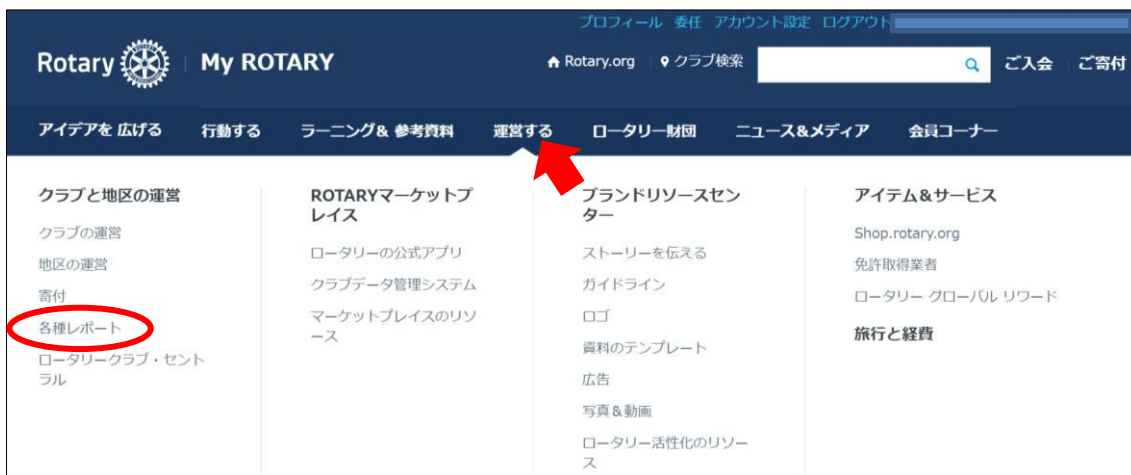 プロフィール 委任 アカウント設定 ログアウト
Rotary
My ROTARY
Rotary.org
クラブ検索
ご入会
ご寄付
アイデアを 広げる
行動する
ラーニング& 参考資料
運営する
ロータリー財団
ニュース&メディア
会員コーナー
クラブと地区の運営
クラブの運営
地区の運営
寄付
各種レポート
ロータリークラブ・セント
ラル
ROTARYマーケットプ
レイス
ロータリーの公式アプリ
クラブデータ管理システム
マーケットプレイスのリソ
ース
ブランドリソースセン
ター
ストーリーを伝える
ガイドライン
ロゴ
資料のテンプレート
広告
写真&動画
ロータリー活性化のリソー
ス
アイテム&サービス
Shop.rotary.org
免許取得業者
ロータリー グローバル リワード
旅行と経費